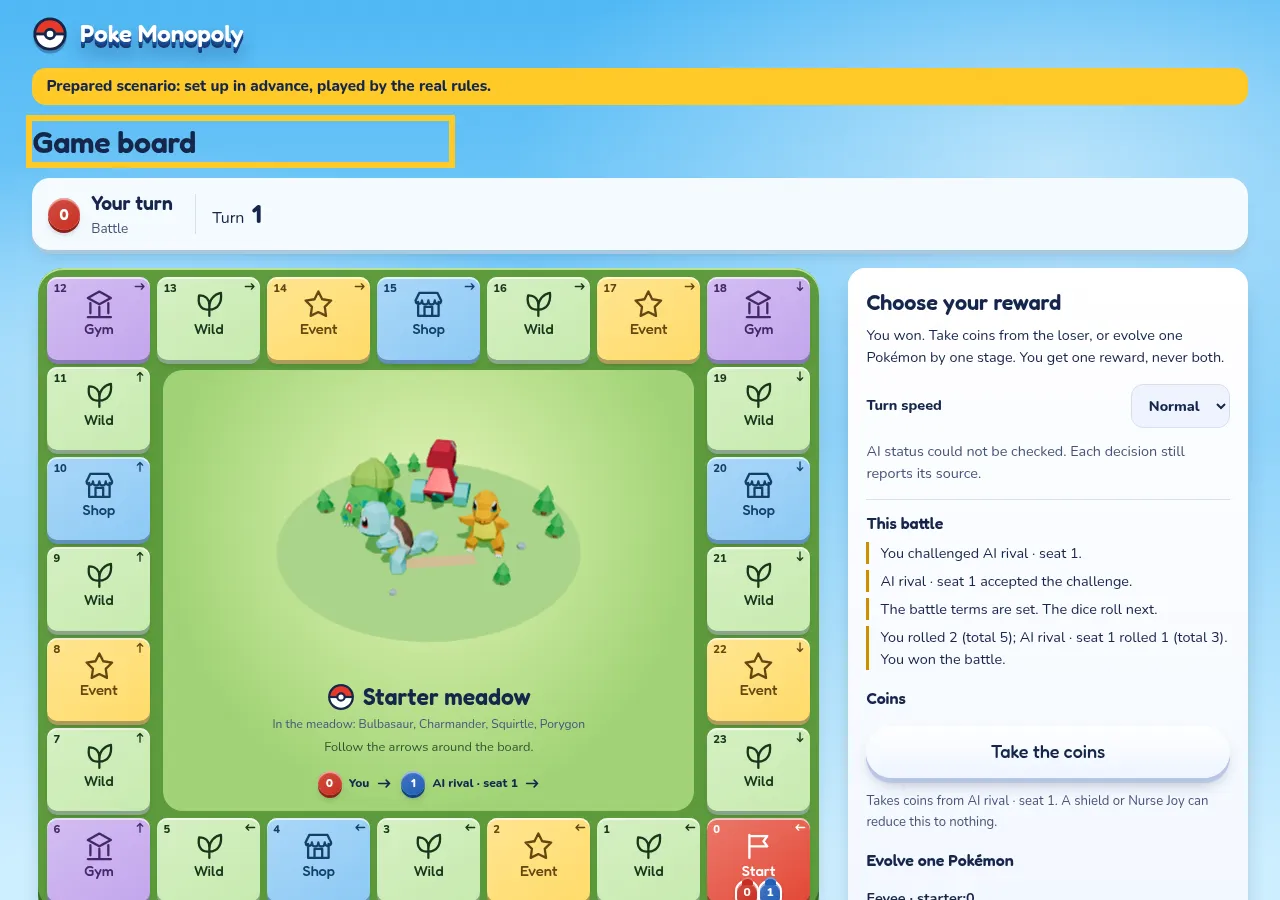 Poke Monopoly
Prepared scenario: set up in advance, played by the real rules.
Game board
0
Your turn
Battle
Turn 1
12 →
Gym
13 →
Wild
14 →
Event
15 →
Shop
16 →
Wild
17 →
Event
18 ↓
Gym
11 ↑
Wild
19 ↓
Wild
10 ↑
Shop
20 ↓
Shop
9 ↑
Wild
21 ↓
Wild
8 ↑
Event
22 ↓
Event
7 ↑
Wild
23 ↓
Wild
Starter meadow
In the meadow: Bulbasaur, Charmander, Squirtle, Porygon
Follow the arrows around the board.
0 You → 1 AI rival · seat 1 →
6 ↑
Gym
5 ←
Wild
4 ←
Shop
3 ←
Wild
2 ←
Event
1 ←
Wild
0 ←
Start
0 1
Choose your reward
You won. Take coins from the loser, or evolve one
Pokémon by one stage. You get one reward, never both.
Turn speed
Normal
AI status could not be checked. Each decision still
reports its source.
This battle
You challenged AI rival · seat 1.
AI rival · seat 1 accepted the challenge.
The battle terms are set. The dice roll next.
You rolled 2 (total 5); AI rival · seat 1 rolled 1 (total 3).
You won the battle.
Coins
Take the coins
Takes coins from AI rival · seat 1. A shield or Nurse Joy can
reduce this to nothing.
Evolve one Pokémon
Eevee · starter:0